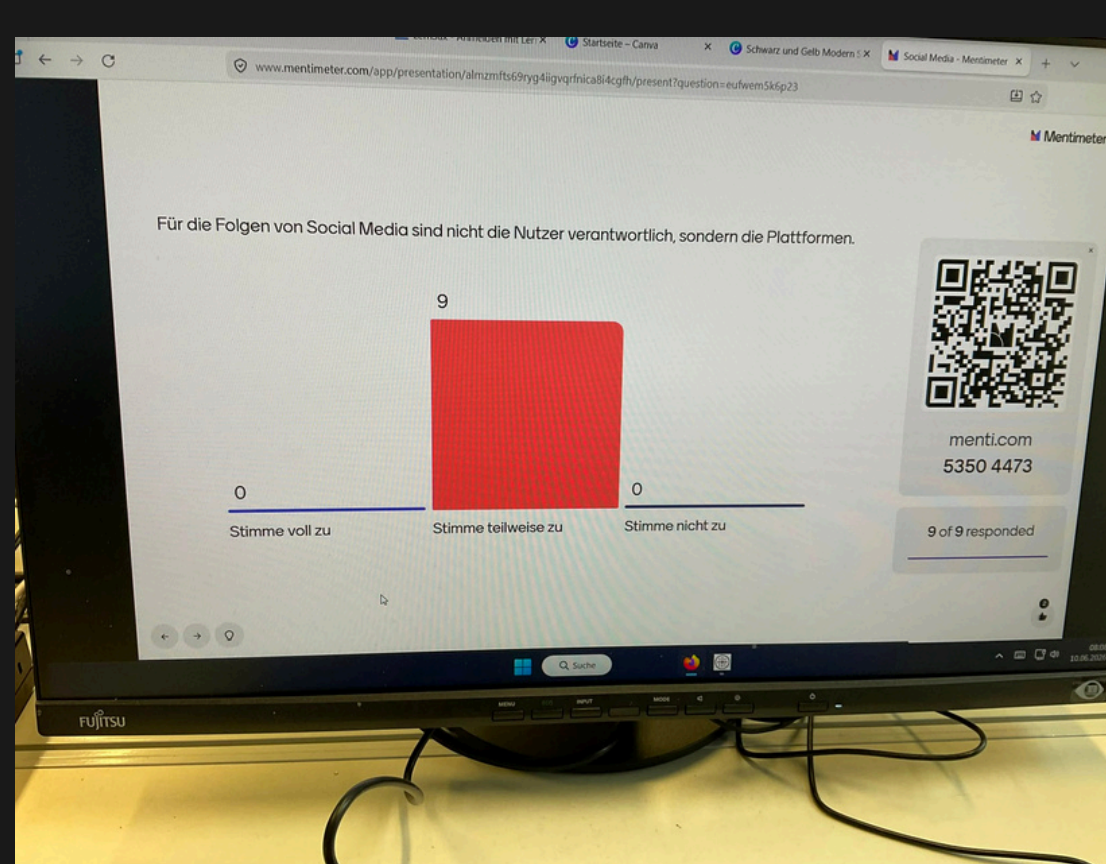 Startseite – Canva
Schwarz und Gelb Modern S
Social Media - Mentimeter
www.mentimeter.com/app/presentation/almzmfts69ryg4iigvqrfnica8i4cgfh/present?question=eufwem5k6p23
Mentimeter
Für die Folgen von Social Media sind nicht die Nutzer verantwortlich, sondern die Plattformen.
9
0
0
Stimme voll zu
Stimme teilweise zu
Stimme nicht zu
menti.com
5350 4473
9 of 9 responded
Suche
FUJITSU
MENU
INPUT
MODE